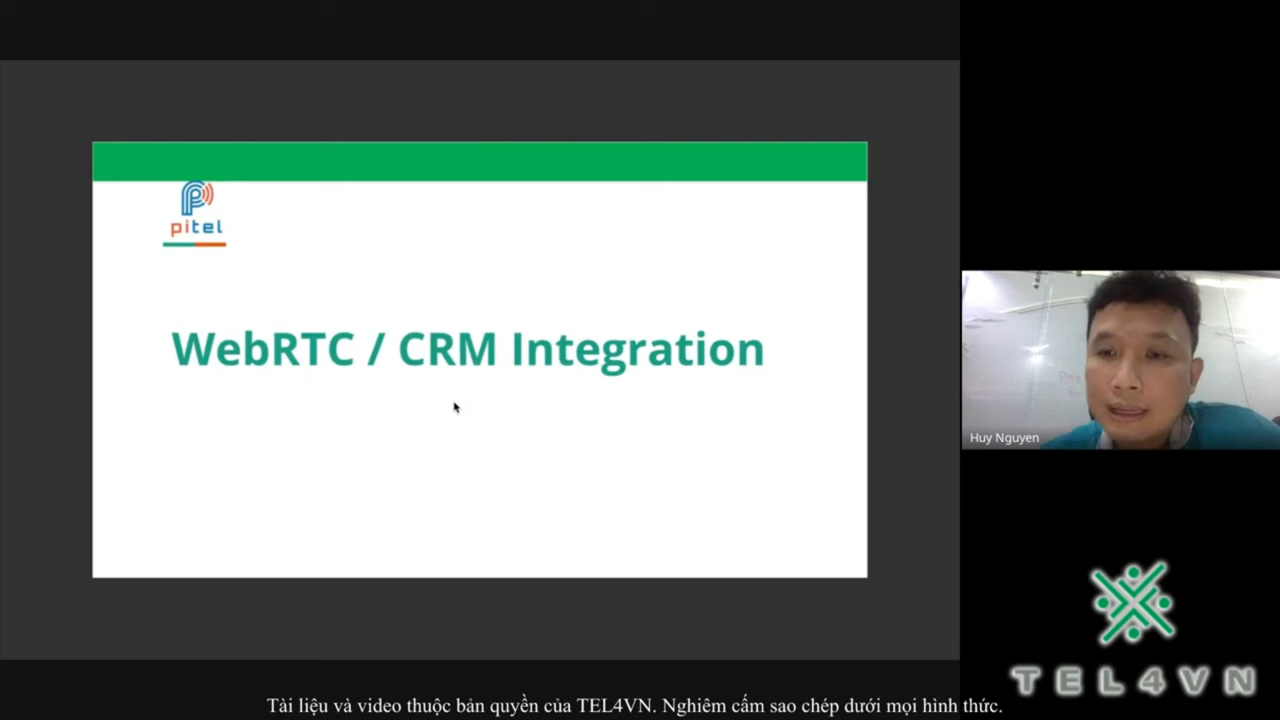 pitel
WebRTC / CRM Integration
Huy Nguyen
TEL4VN
Tài liệu và video thuộc bản quyền của TEL4VN. Nghiêm cấm sao chép dưới mọi hình thức.